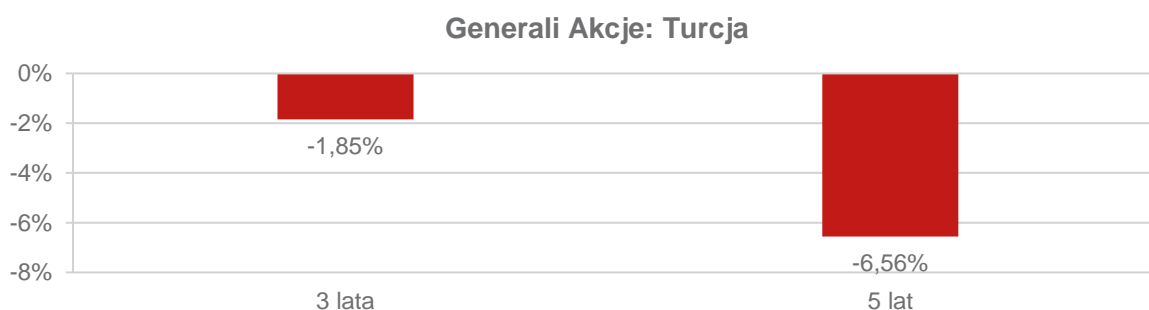 Generali Akcje: Turcja
0%
-2%
-4%
-6%
-8%
-1,85%
-6,56%
3 lata
5 lat